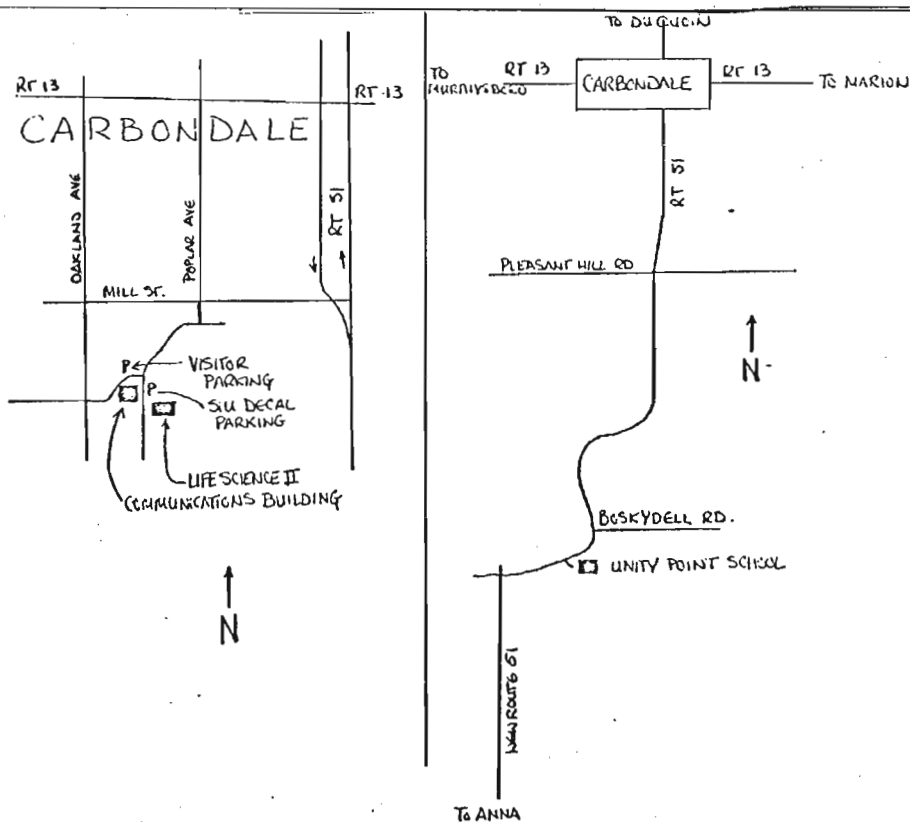 RT 13
RT 13
CARBONDALE
OAKLAND AVE
POPLAR AVE
RT 51
MILL ST.
P
VISITOR
PARKING
P
SIU DECAL
PARKING
LIFE SCIENCE II
COMMUNICATIONS BUILDING
N
TO DUQUOIN
TO
MURPHYSBORO
RT 13
CARBONDALE
RT 13
TO MARION
RT 51
PLEASANT HILL RD
N
BOSKYDELL RD.
UNITY POINT SCHOOL
NEW ROUTE 51
To ANNA